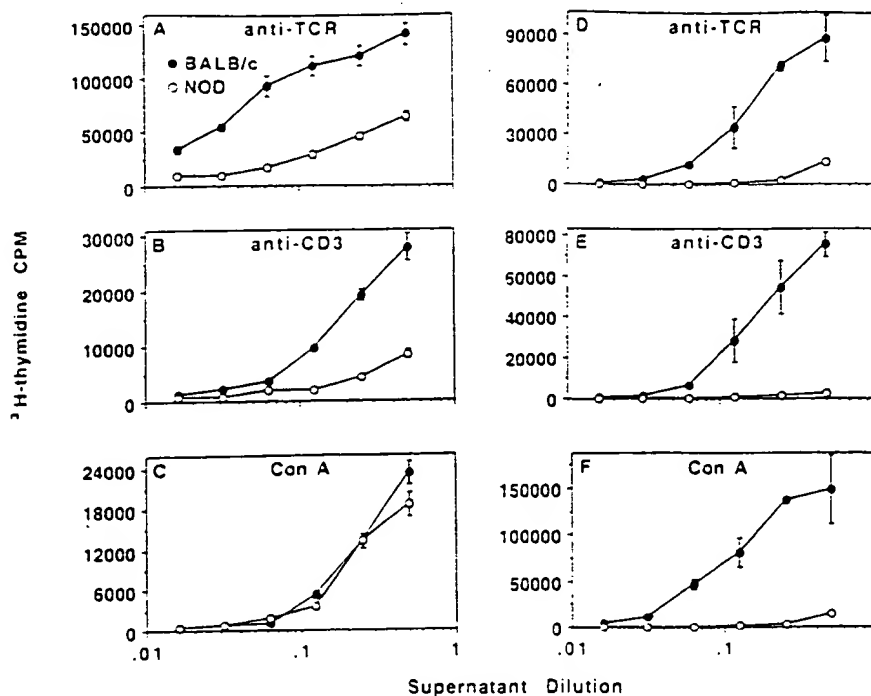 A anti-TCR
150000
● BALB/c
○ NOD
100000
50000
0
D anti-TCR
90000
60000
30000
0
B anti-CD3
30000
20000
10000
0
E anti-CD3
80000
60000
40000
20000
0
C Con A
24000
18000
12000
6000
0
F Con A
150000
100000
50000
0
.01 .1 1
.01 .1
³H-thymidine CPM
Supernatant Dilution